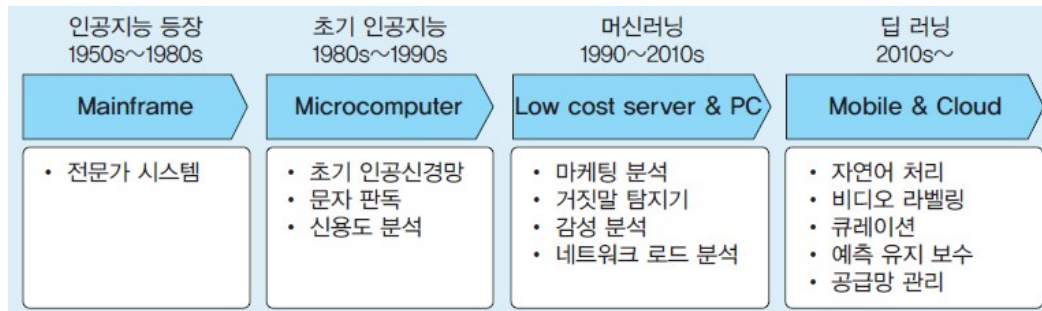 인공지능 등장
1950s~1980s
Mainframe
• 전문가 시스템
초기 인공지능
1980s~1990s
Microcomputer
• 초기 인공신경망
• 문자 판독
• 신용도 분석
머신러닝
1990~2010s
Low cost server & PC
• 마케팅 분석
• 거짓말 탐지기
• 감성 분석
• 네트워크 로드 분석
딥 러닝
2010s~
Mobile & Cloud
• 자연어 처리
• 비디오 라벨링
• 큐레이션
• 예측 유지 보수
• 공급망 관리